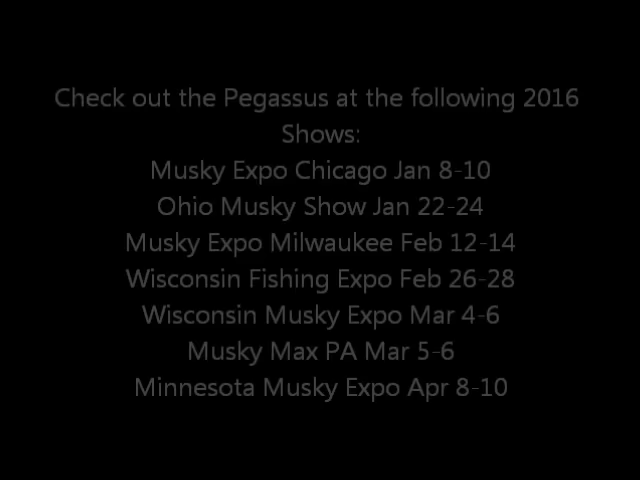 Check out the Pegassus at the following 2016
Shows:
Musky Expo Chicago Jan 8-10
Ohio Musky Show Jan 22-24
Musky Expo Milwaukee Feb 12-14
Wisconsin Fishing Expo Feb 26-28
Wisconsin Musky Expo Mar 4-6
Musky Max PA Mar 5-6
Minnesota Musky Expo Apr 8-10